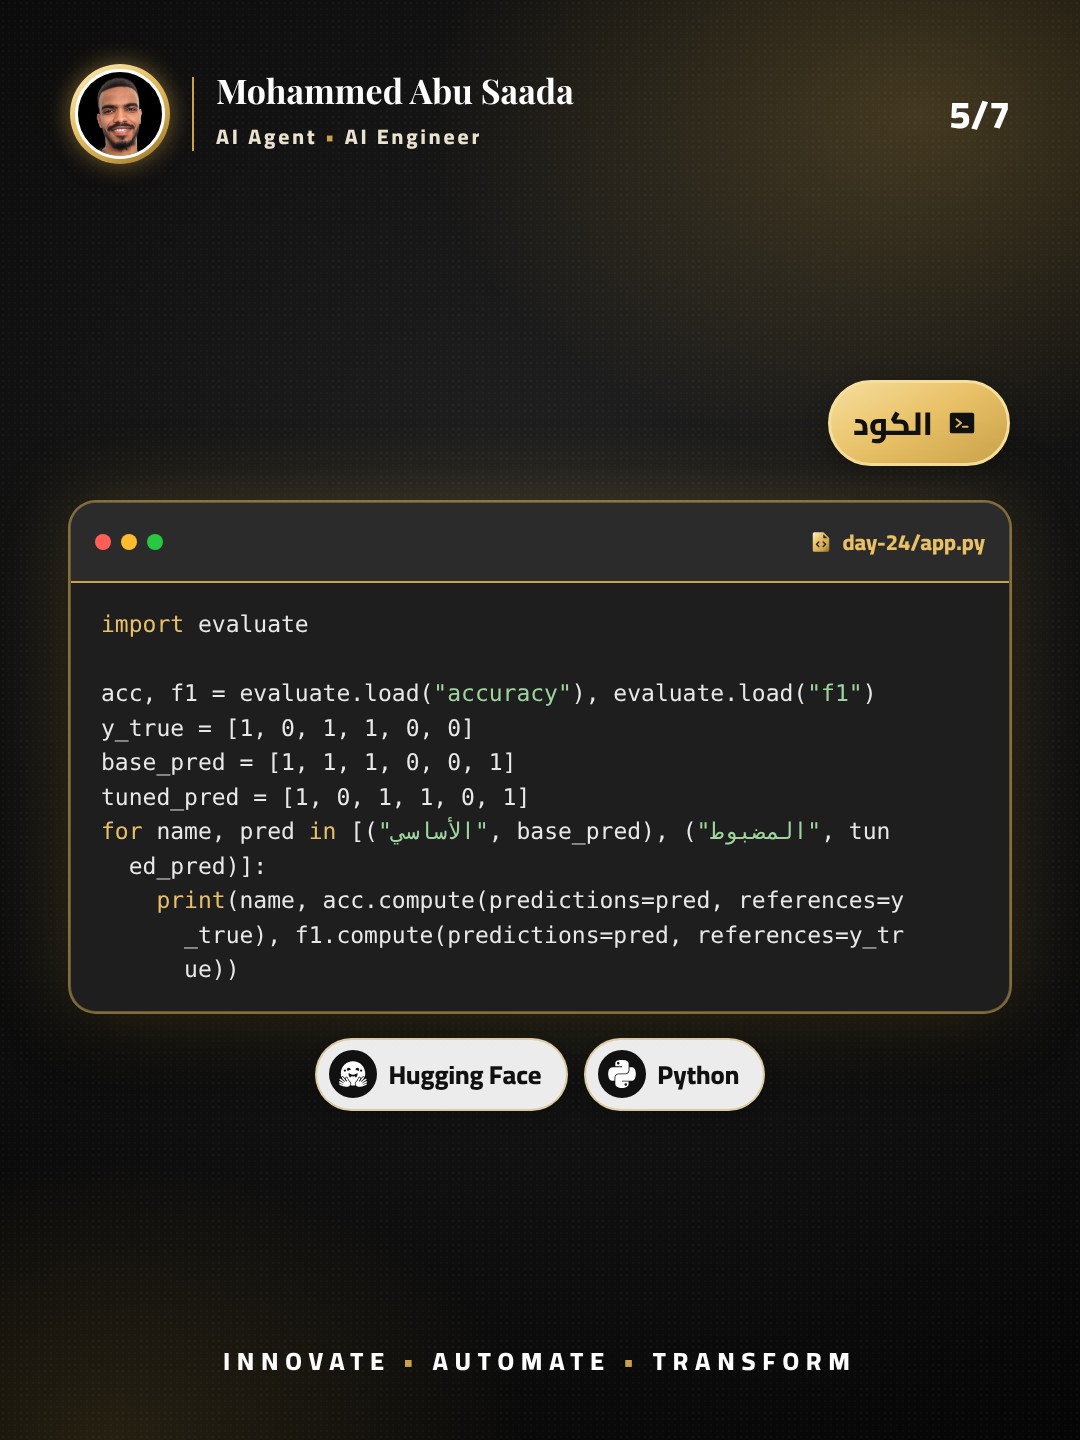 Mohammed Abu Saada
AI Agent ▪ AI Engineer
5/7
الكود
day-24/app.py
import evaluate
acc, f1 = evaluate.load("accuracy"), evaluate.load("f1")
y_true = [1, 0, 1, 1, 0, 0]
base_pred = [1, 1, 1, 0, 0, 1]
tuned_pred = [1, 0, 1, 1, 0, 1]
for name, pred in [("الأساسي", base_pred), ("المضبوط", tun
ed_pred)]:
print(name, acc.compute(predictions=pred, references=y
_true), f1.compute(predictions=pred, references=y_tr
ue))
Hugging Face
Python
INNOVATE ▪ AUTOMATE ▪ TRANSFORM